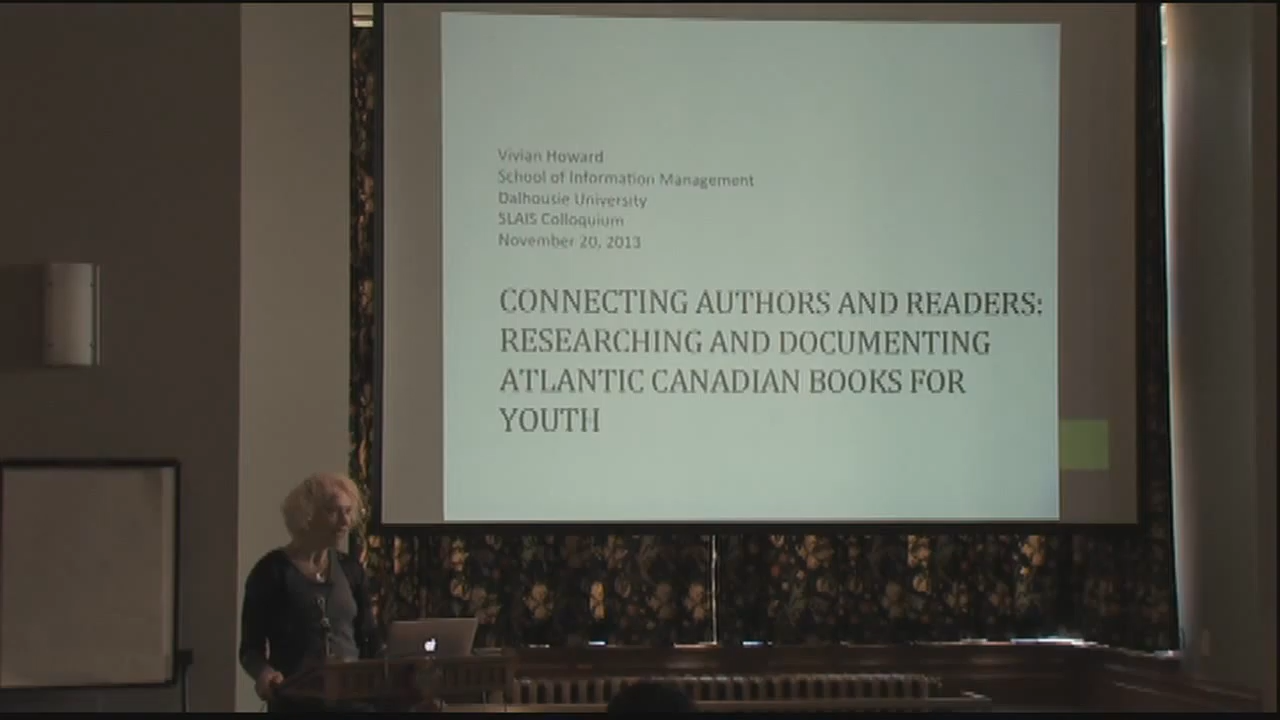 Vivian Howard
School of Information Management
Dalhousie University
SLAIS Colloquium
November 20, 2013
CONNECTING AUTHORS AND READERS:
RESEARCHING AND DOCUMENTING
ATLANTIC CANADIAN BOOKS FOR
YOUTH